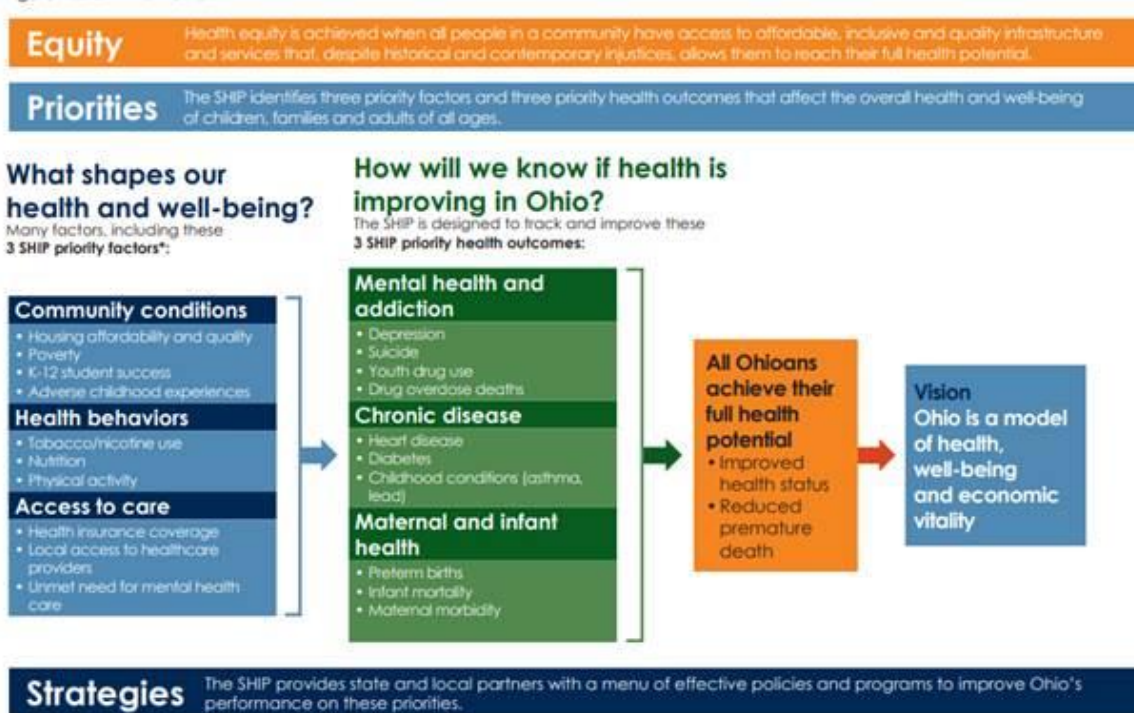 Equity
Health equity is achieved when all people in a community have access to affordable, inclusive and quality infrastructure
and services that, despite historical and contemporary injustices, allows them to reach their full health potential.
Priorities
The SHIP identifies three priority factors and three priority health outcomes that affect the overall health and well-being
of children, families and adults of all ages.
What shapes our
health and well-being?
Many factors, including these
3 SHIP priority factors*:
Community conditions
• Housing affordability and quality
• Poverty
• K-12 student success
• Adverse childhood experiences
Health behaviors
• Tobacco/nicotine use
• Nutrition
• Physical activity
Access to care
• Health insurance coverage
• Local access to healthcare
providers
• Unmet need for mental health
care
How will we know if health is
improving in Ohio?
The SHIP is designed to track and improve these
3 SHIP priority health outcomes:
Mental health and
addiction
• Depression
• Suicide
• Youth drug use
• Drug overdose deaths
Chronic disease
• Heart disease
• Diabetes
• Childhood conditions (asthma,
lead)
Maternal and infant
health
• Preterm births
• Infant mortality
• Maternal morbidity
All Ohioans
achieve their
full health
potential
• Improved
health status
• Reduced
premature
death
Vision
Ohio is a model
of health,
well-being
and economic
vitality
Strategies
The SHIP provides state and local partners with a menu of effective policies and programs to improve Ohio's
performance on these priorities.